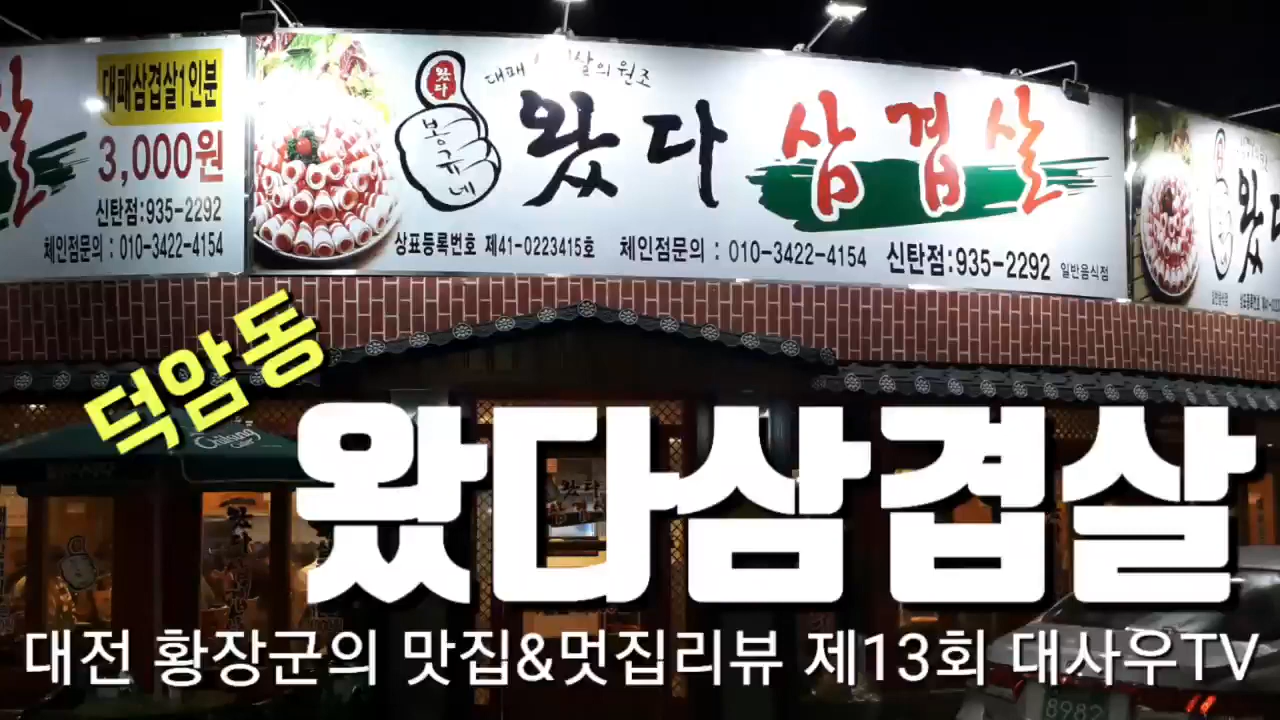 대패삼겹살1인분
3,000원
신탄점:935-2292
체인점문의 : 010-3422-4154
왔다
봉규네
대패 살의원조
왔다 삼겹살
상표등록번호 제41-0223415호 체인점문의 : 010-3422-4154 신탄점:935-2292 일반음식점
덕암동
왔다삼겹살
대전 황장군의 맛집&멋집리뷰 제13회 대사우TV
8982